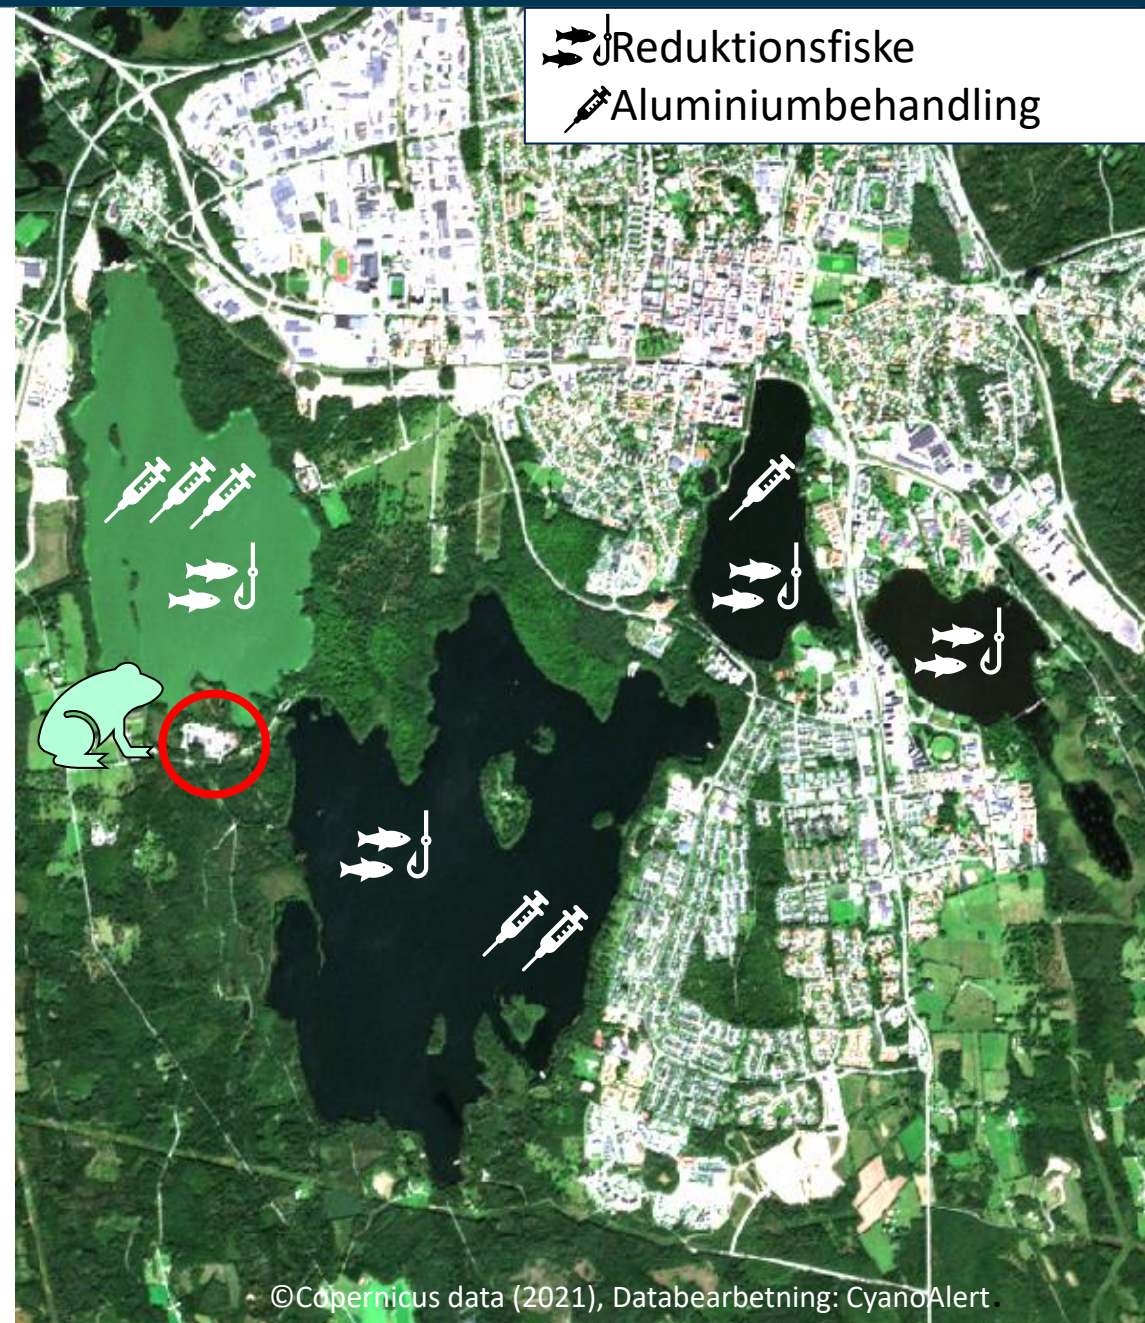 Reduktionsfiske
Aluminiumbehandling
©Copernicus data (2021), Databearbetning: CyanoAlert.